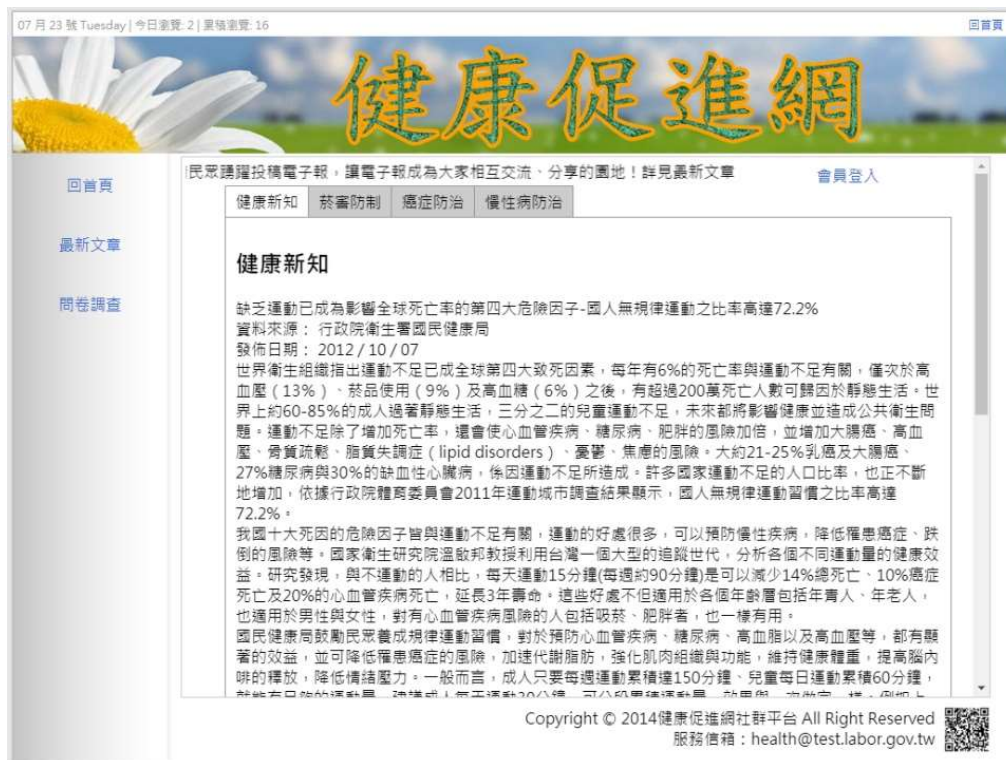 07 月 23 號 Tuesday | 今日瀏覽: 2 | 累積瀏覽: 16
回首頁
健康促進網
回首頁
最新文章
問卷調查
民眾踴躍投稿電子報，讓電子報成為大家相互交流、分享的園地！詳見最新文章
會員登入
健康新知 菸害防制 癌症防治 慢性病防治
健康新知
缺乏運動已成為影響全球死亡率的第四大危險因子-國人無規律運動之比率高達72.2%
資料來源： 行政院衛生署國民健康局
發佈日期： 2012 / 10 / 07
世界衛生組織指出運動不足已成全球第四大致死因素，每年有6%的死亡率與運動不足有關，僅次於高
血壓（13%）、菸品使用（9%）及高血糖（6%）之後，有超過200萬死亡人數可歸因於靜態生活。世
界上約60-85%的成人過著靜態生活，三分之二的兒童運動不足，未來都將影響健康並造成公共衛生問
題。運動不足除了增加死亡率，還會使心血管疾病、糖尿病、肥胖的風險加倍，並增加大腸癌、高血
壓、骨質疏鬆、脂質失調症（lipid disorders）、憂鬱、焦慮的風險。大約21-25%乳癌及大腸癌、
27%糖尿病與30%的缺血性心臟病，係因運動不足所造成。許多國家運動不足的人口比率，也正不斷
地增加，依據行政院體育委員會2011年運動城市調查結果顯示，國人無規律運動習慣之比率高達
72.2%。
我國十大死因的危險因子皆與運動不足有關，運動的好處很多，可以預防慢性疾病，降低罹患癌症、跌
倒的風險等。國家衛生研究院溫啟邦教授利用台灣一個大型的追蹤世代，分析各個不同運動量的健康效
益。研究發現，與不運動的人相比，每天運動15分鐘(每週約90分鐘)是可以減少14%總死亡、10%癌症
死亡及20%的心血管疾病死亡，延長3年壽命。這些好處不但適用於各個年齡層包括年青人、年老人，
也適用於男性與女性，對有心血管疾病風險的人包括吸菸、肥胖者，也一樣有用。
國民健康局鼓勵民眾養成規律運動習慣，對於預防心血管疾病、糖尿病、高血脂以及高血壓等，都有顯
著的效益，並可降低罹患癌症的風險，加速代謝脂肪，強化肌肉組織與功能，維持健康體重，提高腦內
啡的釋放，降低情緒壓力。一般而言，成人只要每週運動累積達150分鐘、兒童每日運動累積60分鐘，
Copyright © 2014健康促進網社群平台 All Right Reserved
服務信箱：health@test.labor.gov.tw